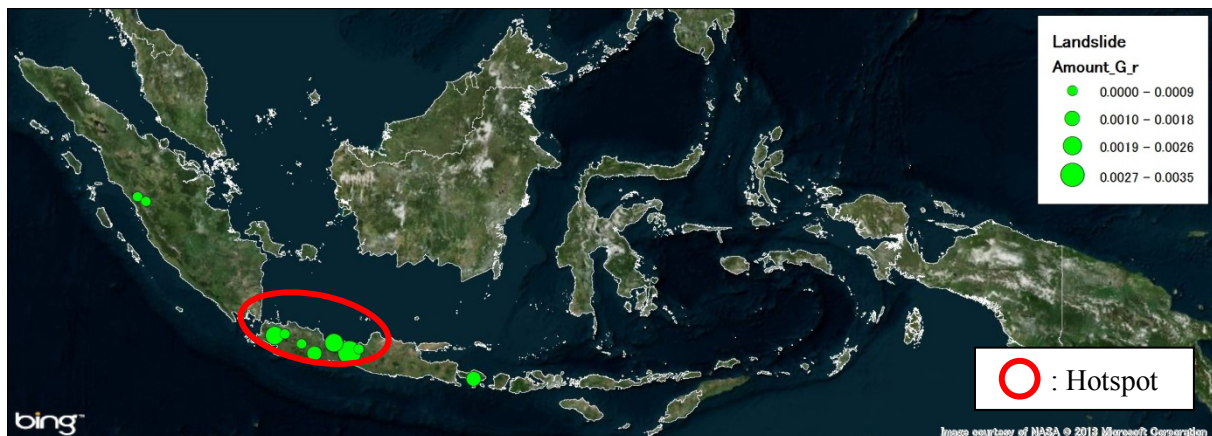 Landslide
Amount_G_r
0.0000 - 0.0009
0.0010 - 0.0018
0.0019 - 0.0026
0.0027 - 0.0035
: Hotspot
bing™
Image courtesy of NASA © 2013 Microsoft Corporation